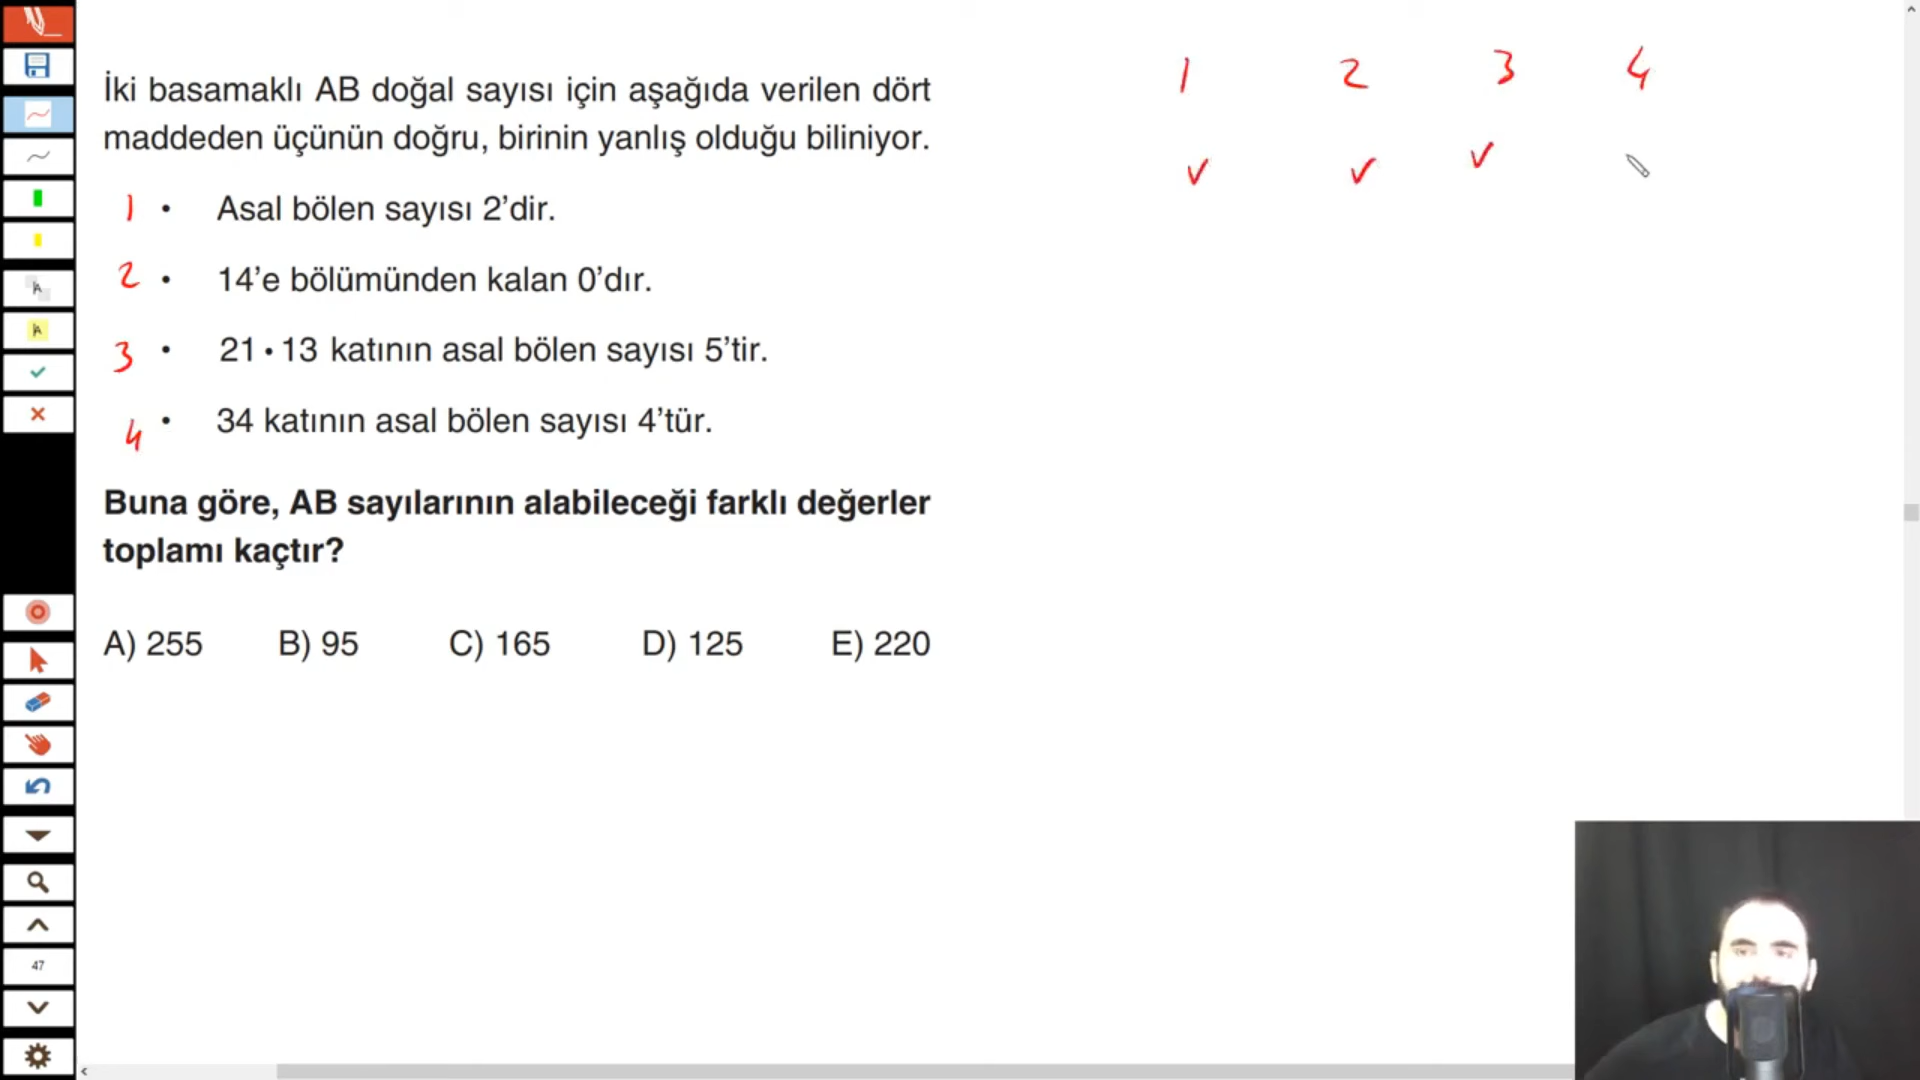 1 2 3 4
İki basamaklı AB doğal sayısı için aşağıda verilen dört
maddeden üçünün doğru, birinin yanlış olduğu biliniyor.
✓ ✓ ✓
1 • Asal bölen sayısı 2’dir.
2 • 14’e bölümünden kalan 0’dır.
3 • 21 • 13 katının asal bölen sayısı 5’tir.
4 • 34 katının asal bölen sayısı 4’tür.
Buna göre, AB sayılarının alabileceği farklı değerler
toplamı kaçtır?
A) 255 B) 95 C) 165 D) 125 E) 220
47